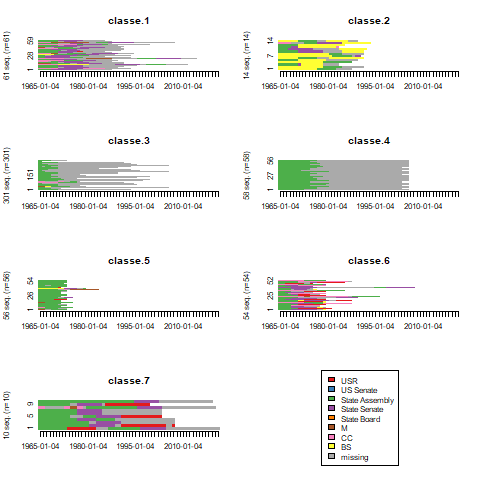 classe.1
61 seq. (n=61)
1 28 59
1965-01-04 1980-01-04 1995-01-04 2010-01-04
classe.2
14 seq. (n=14)
1 7 14
1965-01-04 1980-01-04 1995-01-04 2010-01-04
classe.3
301 seq. (n=301)
1 151
1965-01-04 1980-01-04 1995-01-04 2010-01-04
classe.4
58 seq. (n=58)
1 27 56
1965-01-04 1980-01-04 1995-01-04 2010-01-04
classe.5
56 seq. (n=56)
1 26 54
1965-01-04 1980-01-04 1995-01-04 2010-01-04
classe.6
54 seq. (n=54)
1 25 52
1965-01-04 1980-01-04 1995-01-04 2010-01-04
classe.7
10 seq. (n=10)
1 5 9
1965-01-04 1980-01-04 1995-01-04 2010-01-04
USR
US Senate
State Assembly
State Senate
State Board
M
CC
BS
missing